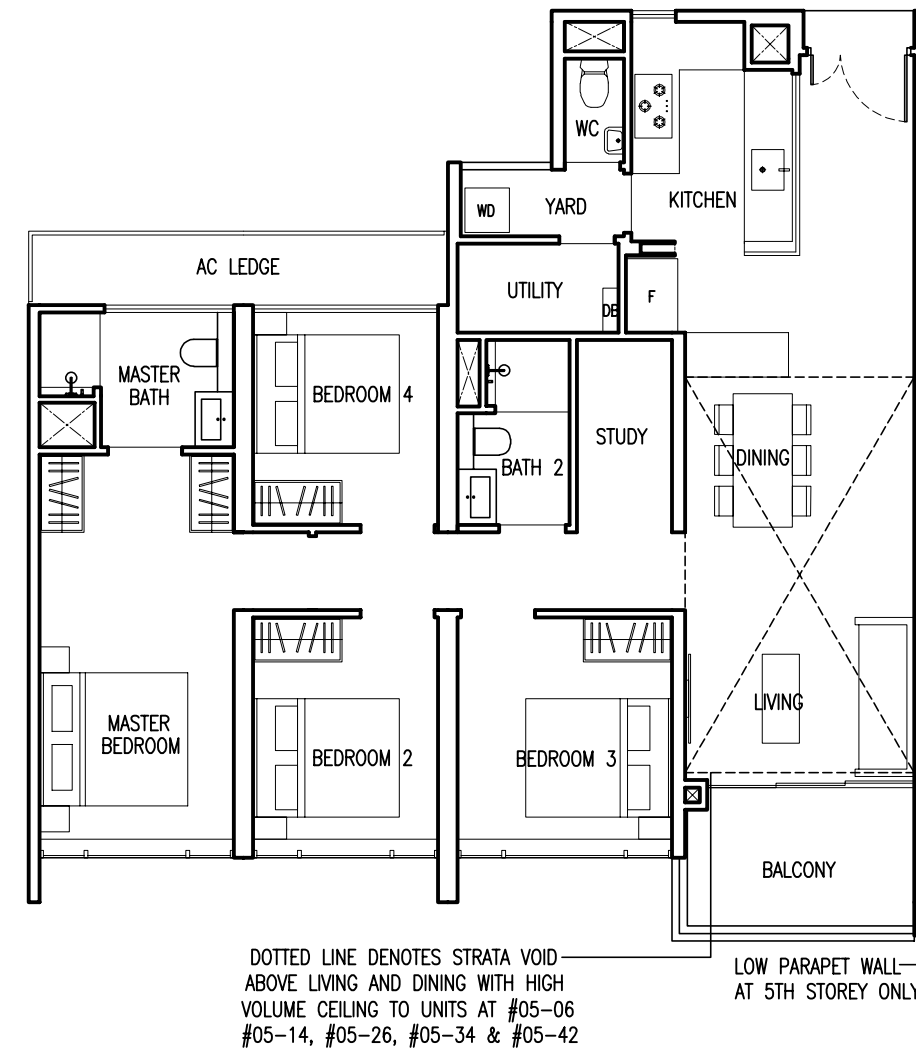 WC
KITCHEN
WD
YARD
AC LEDGE
UTILITY
DB
F
MASTER
BATH
BEDROOM 4
STUDY
BATH 2
DINING
MASTER
BEDROOM
BEDROOM 2
BEDROOM 3
LIVING
BALCONY
DOTTED LINE DENOTES STRATA VOID
ABOVE LIVING AND DINING WITH HIGH
VOLUME CEILING TO UNITS AT #05-06
#05-14, #05-26, #05-34 & #05-42
LOW PARAPET WALL
AT 5TH STOREY ONLY